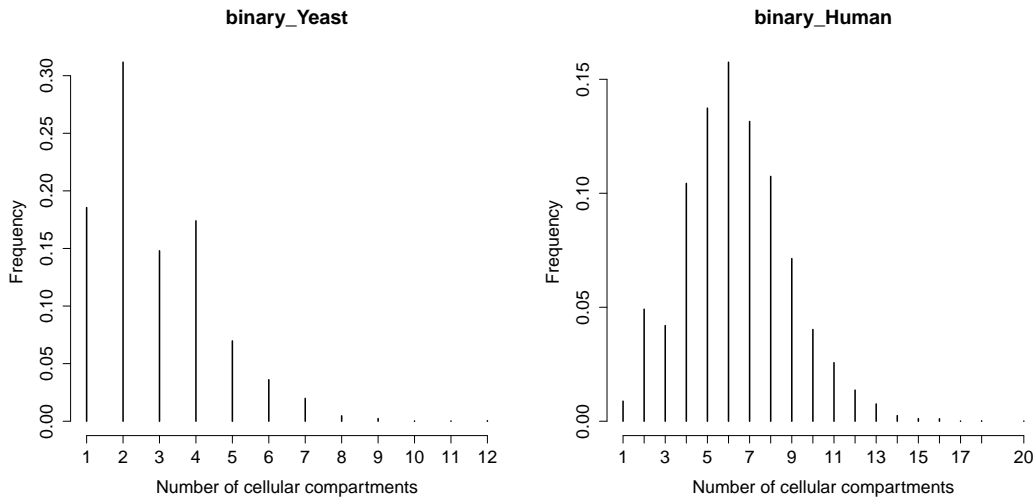 binary_Yeast
Frequency
0.00 0.05 0.10 0.15 0.20 0.25 0.30
1 2 3 4 5 6 7 8 9 10 11 12
Number of cellular compartments
binary_Human
Frequency
0.00 0.05 0.10 0.15
1 3 5 7 9 11 13 15 17 20
Number of cellular compartments